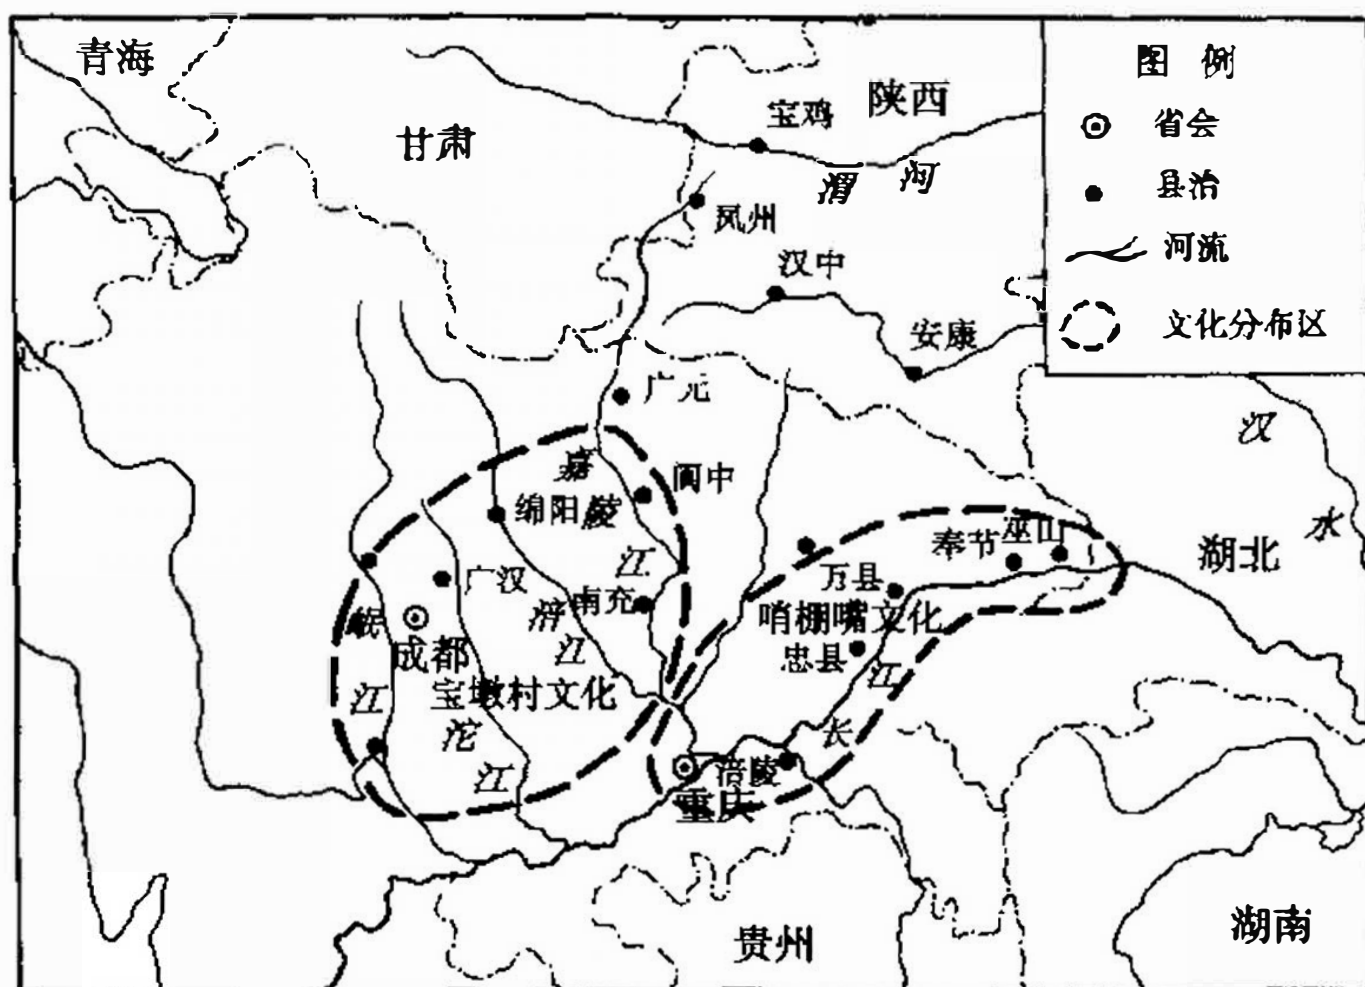 青海
甘肃
陕西
宝鸡
渭河
凤州
汉中
安康
广元
图 例
省会
县治
河流
文化分布区
汉水
嘉陵江
阆中
绵阳
广汉
南充
涪江
岷江
成都
宝墩村文化
沱江
奉节
巫山
万县
哨棚嘴文化
忠县
长江
涪陵
重庆
湖北
贵州
湖南